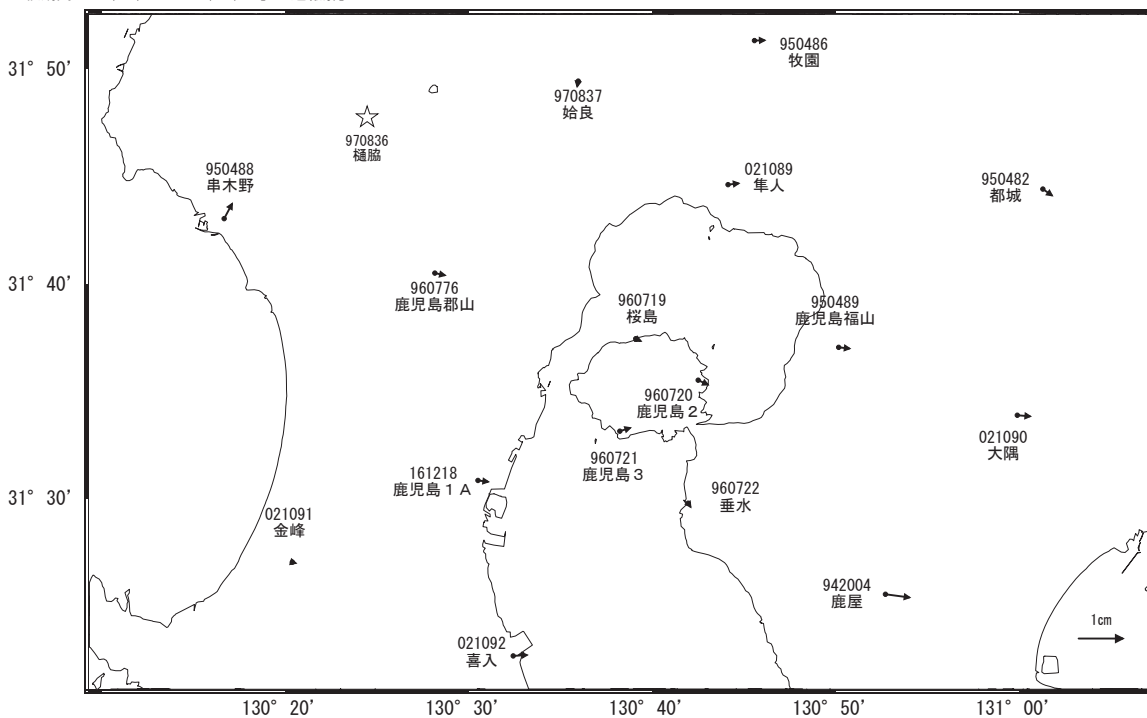 31° 50′
950486
牧園
970837
姶良
970836
樋脇
950488
串木野
021089
隼人
950482
都城
31° 40′
960776
鹿児島郡山
960719
桜島
950489
鹿児島福山
960720
鹿児島２
960721
鹿児島３
021090
大隅
31° 30′
161218
鹿児島１Ａ
960722
垂水
021091
金峰
942004
鹿屋
1cm
021092
喜入
130° 20′
130° 30′
130° 40′
130° 50′
131° 00′